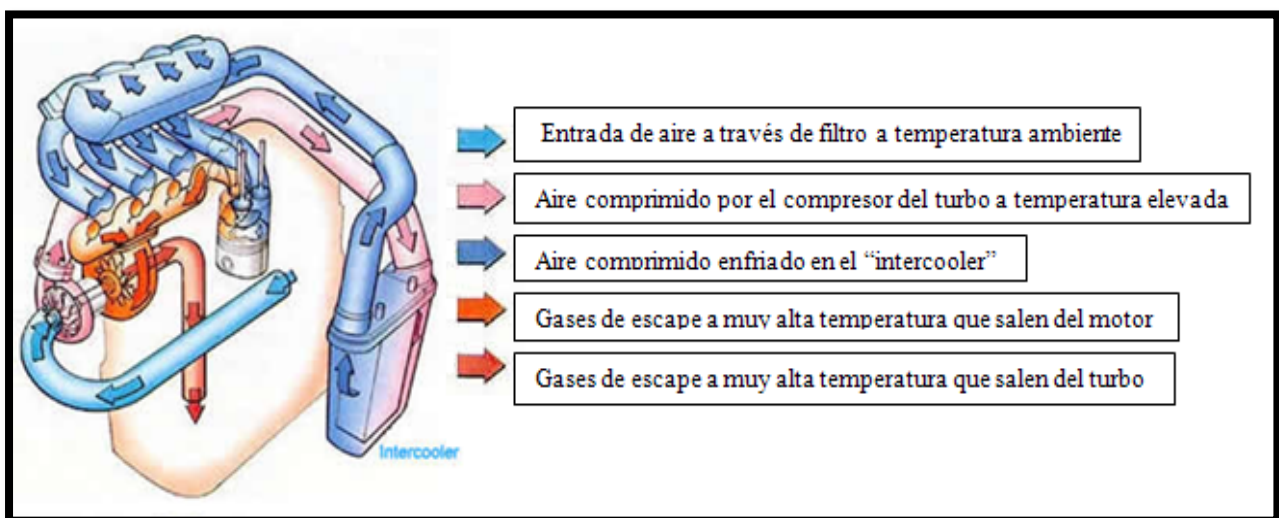 Entrada de aire a través de filtro a temperatura ambiente
Aire comprimido por el compresor del turbo a temperatura elevada
Aire comprimido enfriado en el “intercooler”
Gases de escape a muy alta temperatura que salen del motor
Gases de escape a muy alta temperatura que salen del turbo
Intercooler